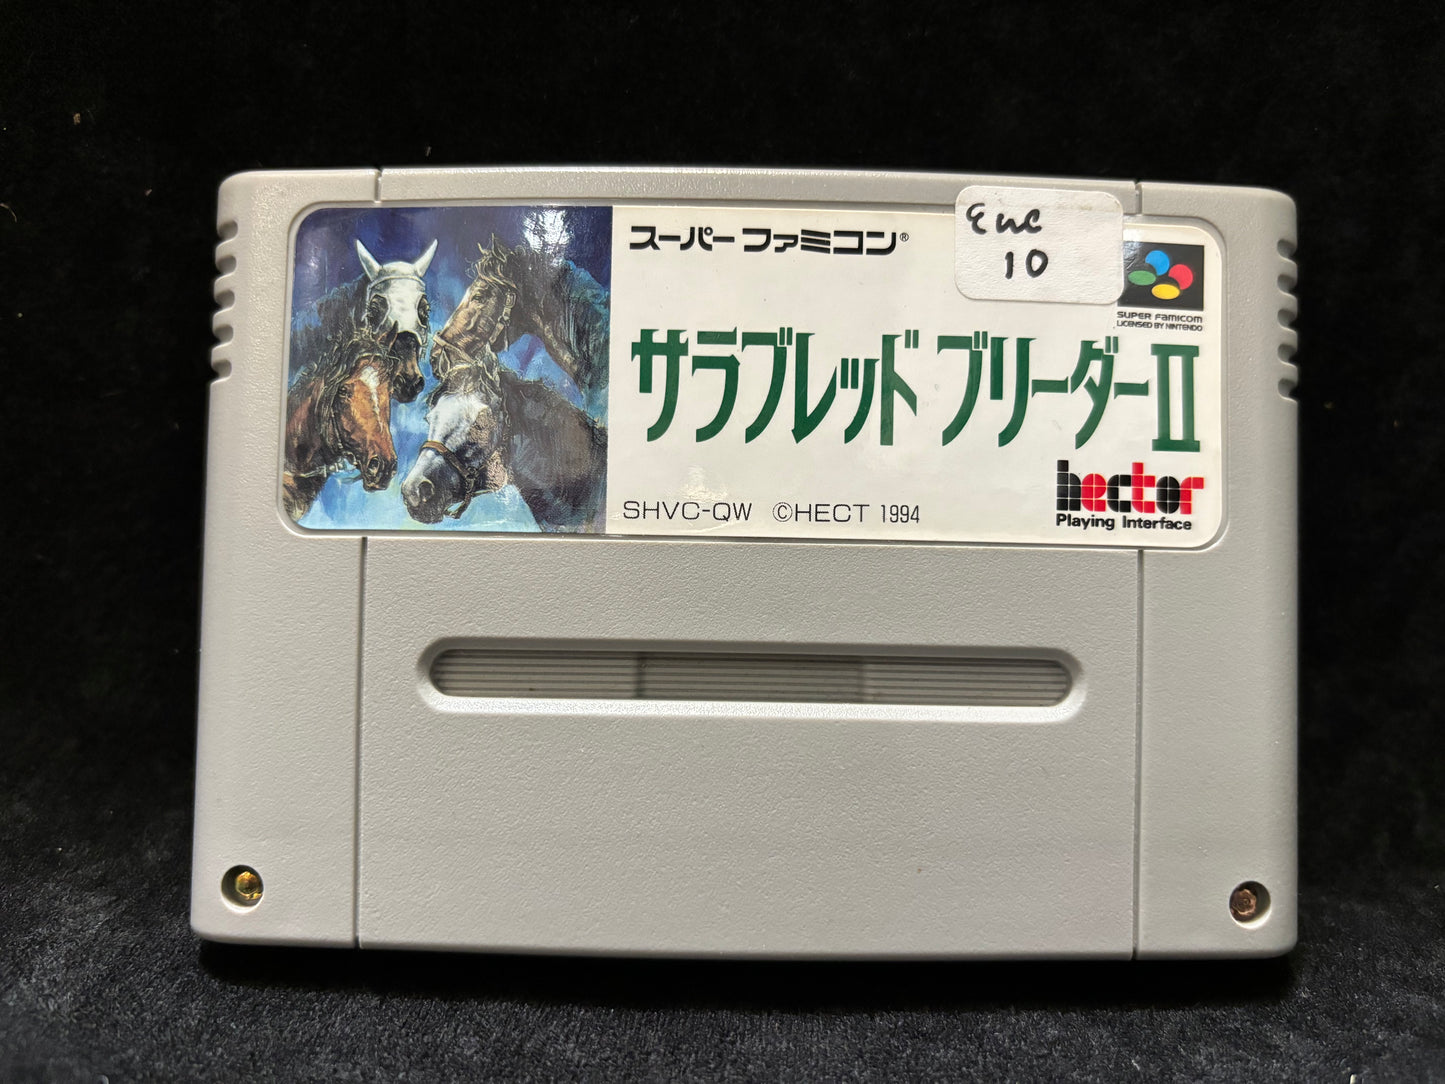 スーパーファミコン®
ENC
10
SUPER FAMICOM
LICENSED BY NINTENDO
サラブレッド ブリーダーII
hector
Playing Interface
SHVC-QW ©HECT 1994